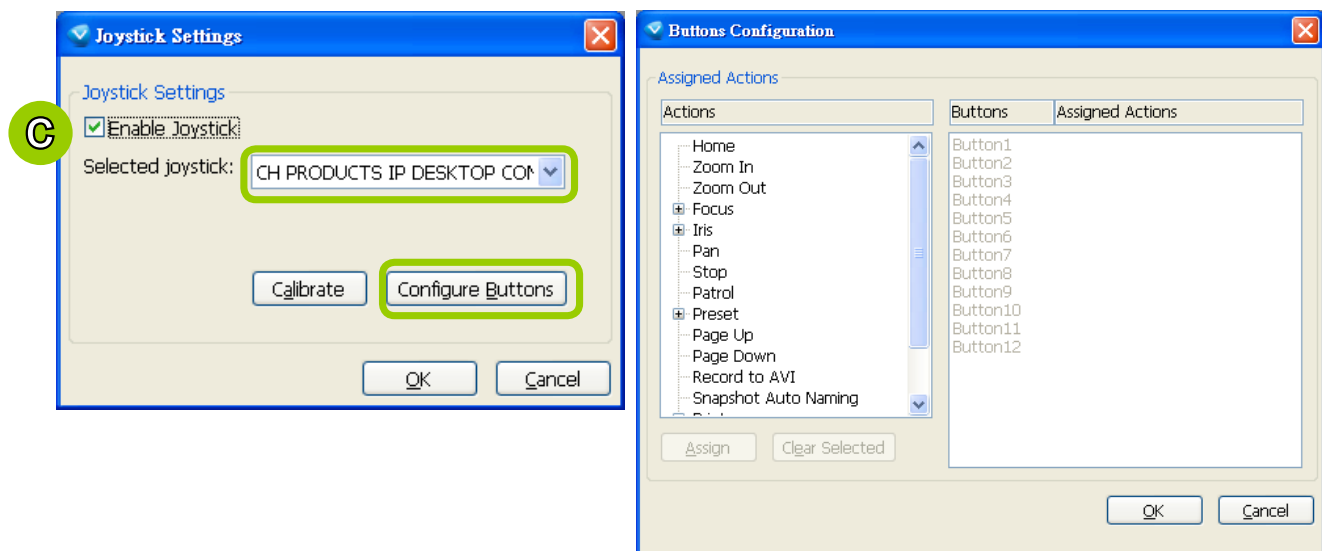 Joystick Settings
Joystick Settings
C
Enable Joystick
Selected joystick:
CH PRODUCTS IP DESKTOP CON
Calibrate
Configure Buttons
OK
Cancel
Buttons Configuration
Assigned Actions
Actions
Buttons
Assigned Actions
Home
Zoom In
Zoom Out
Focus
Iris
Pan
Stop
Patrol
Preset
Page Up
Page Down
Record to AVI
Snapshot Auto Naming
Button1
Button2
Button3
Button4
Button5
Button6
Button7
Button8
Button9
Button10
Button11
Button12
Assign
Clear Selected
OK
Cancel